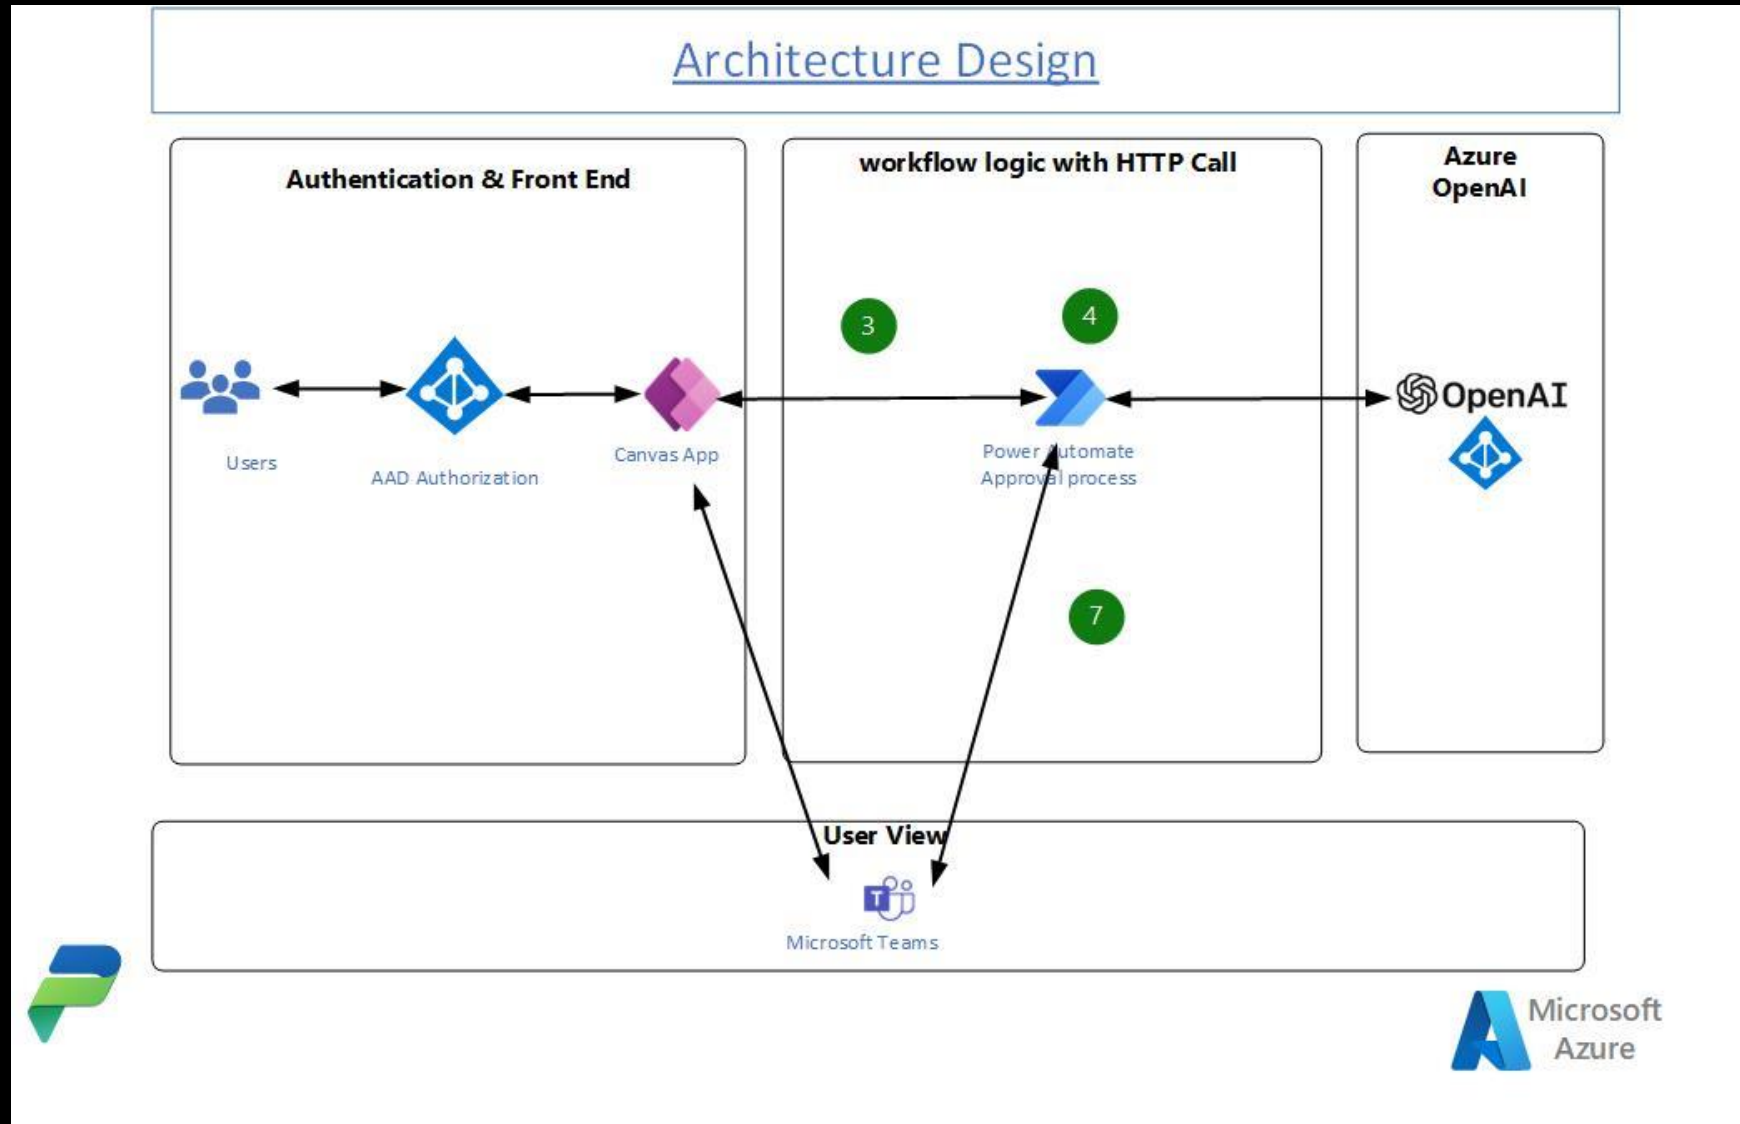 Architecture Design
Authentication & Front End
workflow logic with HTTP Call
Azure
OpenAI
3
4
OpenAI
Users
AAD Authorization
Canvas App
Power Automate
Approval process
7
User View
T
Microsoft Teams
Microsoft
Azure